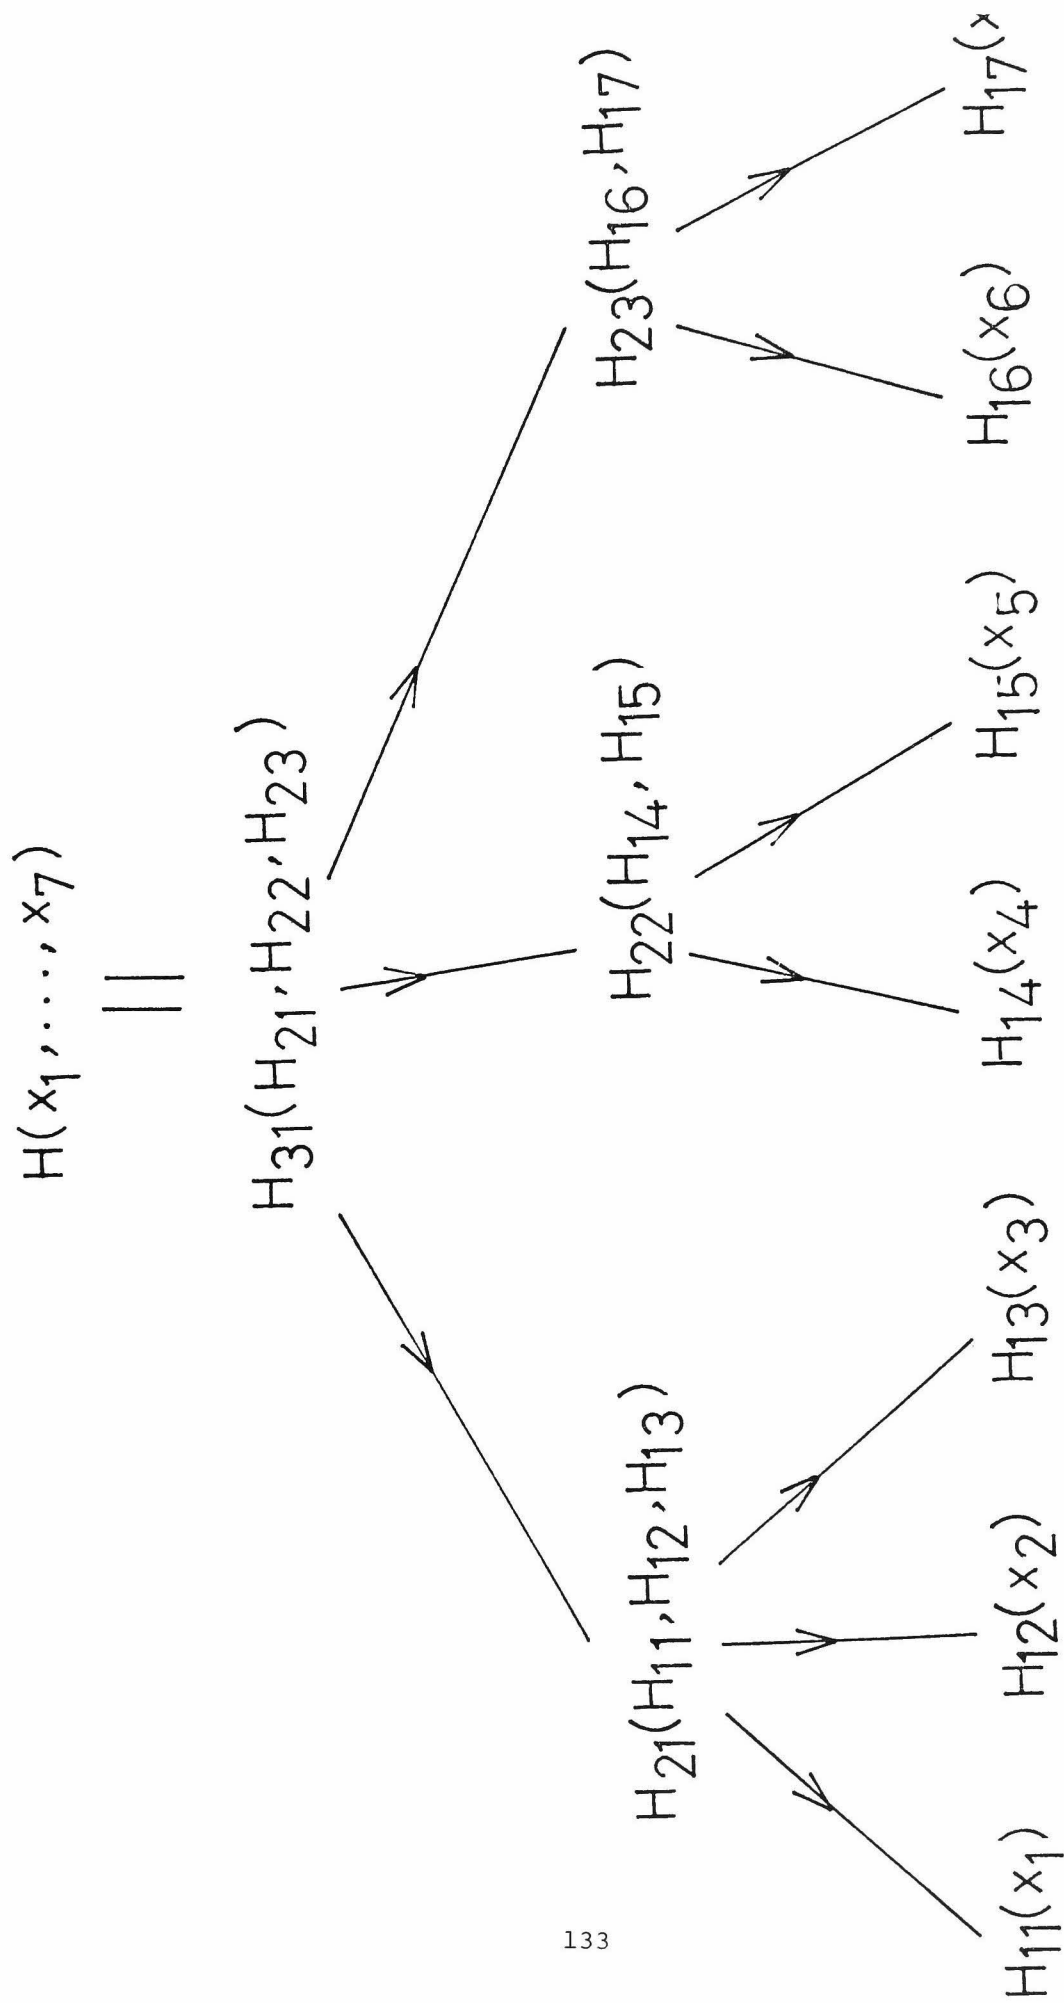 H(x₁,...,x₇)
||
H₃₁(H₂₁,H₂₂,H₂₃)
H₂₁(H₁₁,H₁₂,H₁₃) H₂₂(H₁₄,H₁₅) H₂₃(H₁₆,H₁₇)
H₁₁(x₁) H₁₂(x₂) H₁₃(x₃) H₁₄(x₄) H₁₅(x₅) H₁₆(x₆) H₁₇(x
133